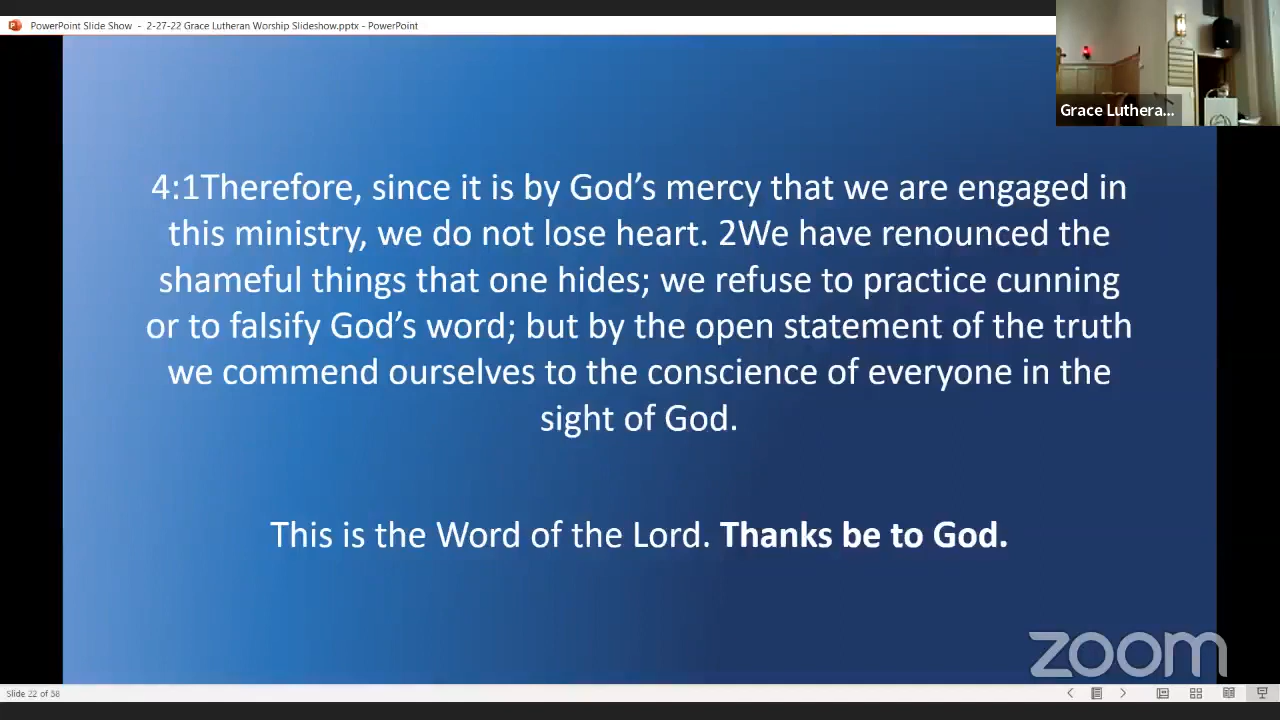 PowerPoint Slide Show - 2-27-22 Grace Lutheran Worship Slideshow.pptx - PowerPoint
Grace Luthera...
4:1Therefore, since it is by God’s mercy that we are engaged in
this ministry, we do not lose heart. 2We have renounced the
shameful things that one hides; we refuse to practice cunning
or to falsify God’s word; but by the open statement of the truth
we commend ourselves to the conscience of everyone in the
sight of God.
This is the Word of the Lord. Thanks be to God.
zoom
Slide 22 of 58